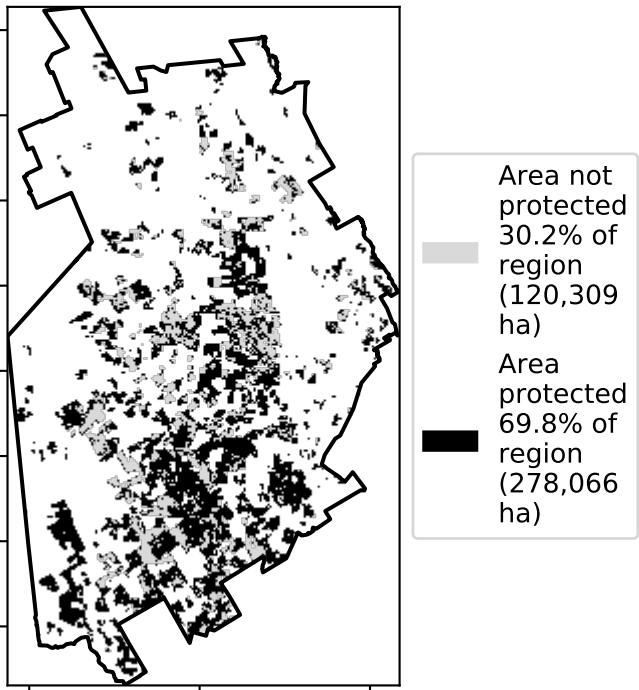 Area not
protected
30.2% of
region
(120,309
ha)
Area
protected
69.8% of
region
(278,066
ha)